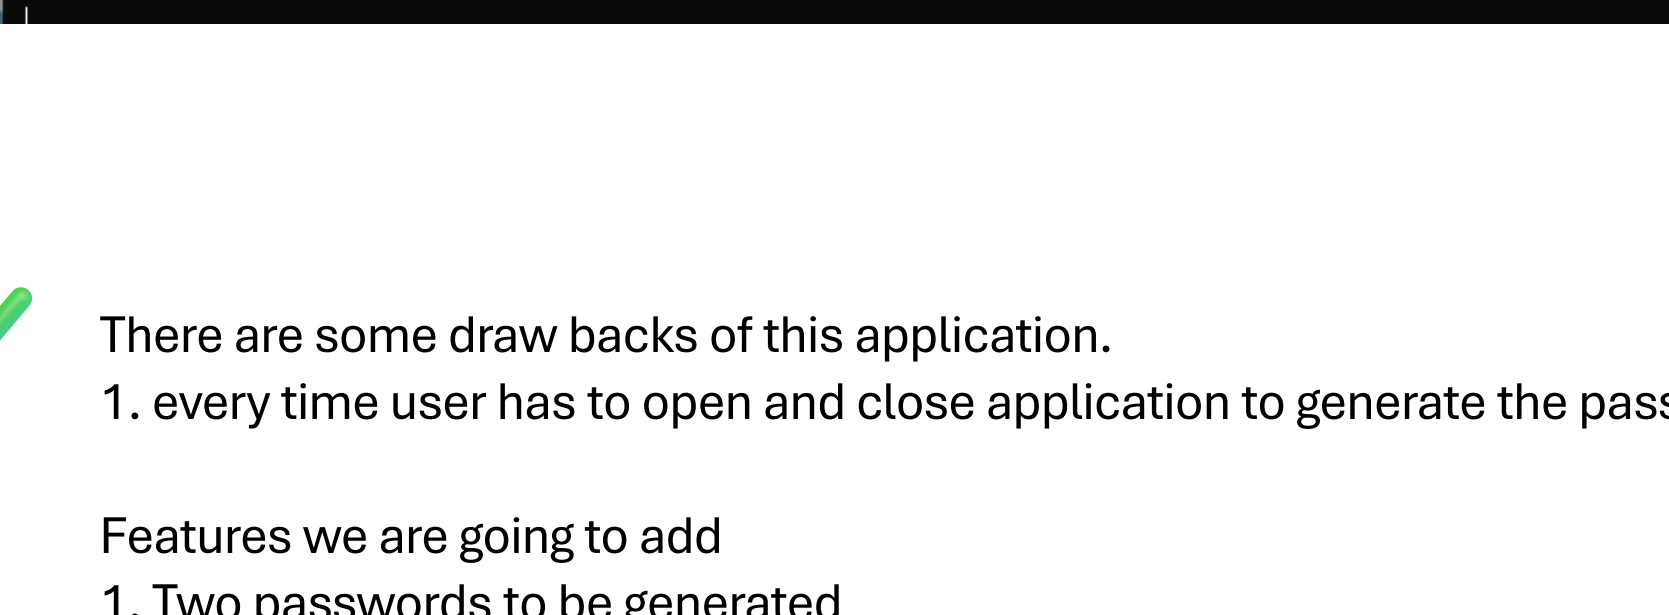 There are some draw backs of this application.
1. every time user has to open and close application to generate the
Features we are going to add
1. Two passwords to be generated